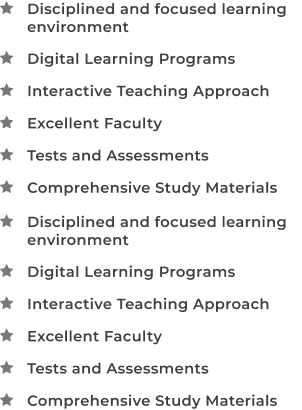 Disciplined and focused learning
environment
Digital Learning Programs
Interactive Teaching Approach
Excellent Faculty
Tests and Assessments
Comprehensive Study Materials
Disciplined and focused learning
environment
Digital Learning Programs
Interactive Teaching Approach
Excellent Faculty
Tests and Assessments
Comprehensive Study Materials